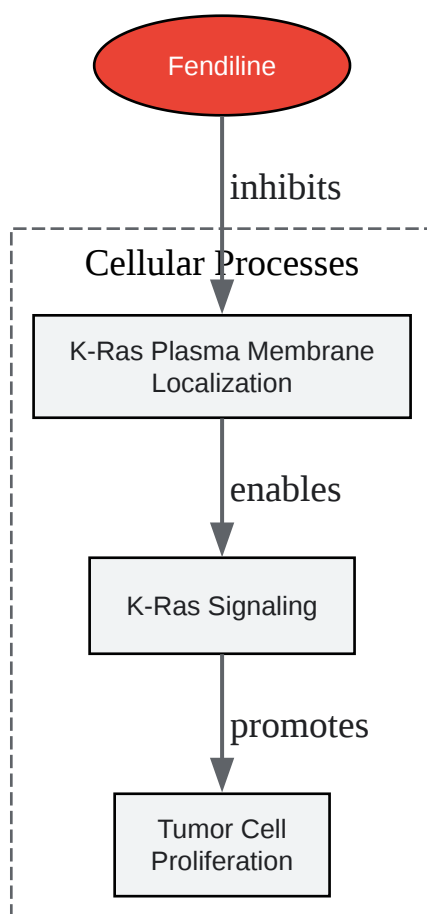 Fendiline
inhibits
Cellular Processes
K-Ras Plasma Membrane
Localization
enables
K-Ras Signaling
promotes
Tumor Cell
Proliferation